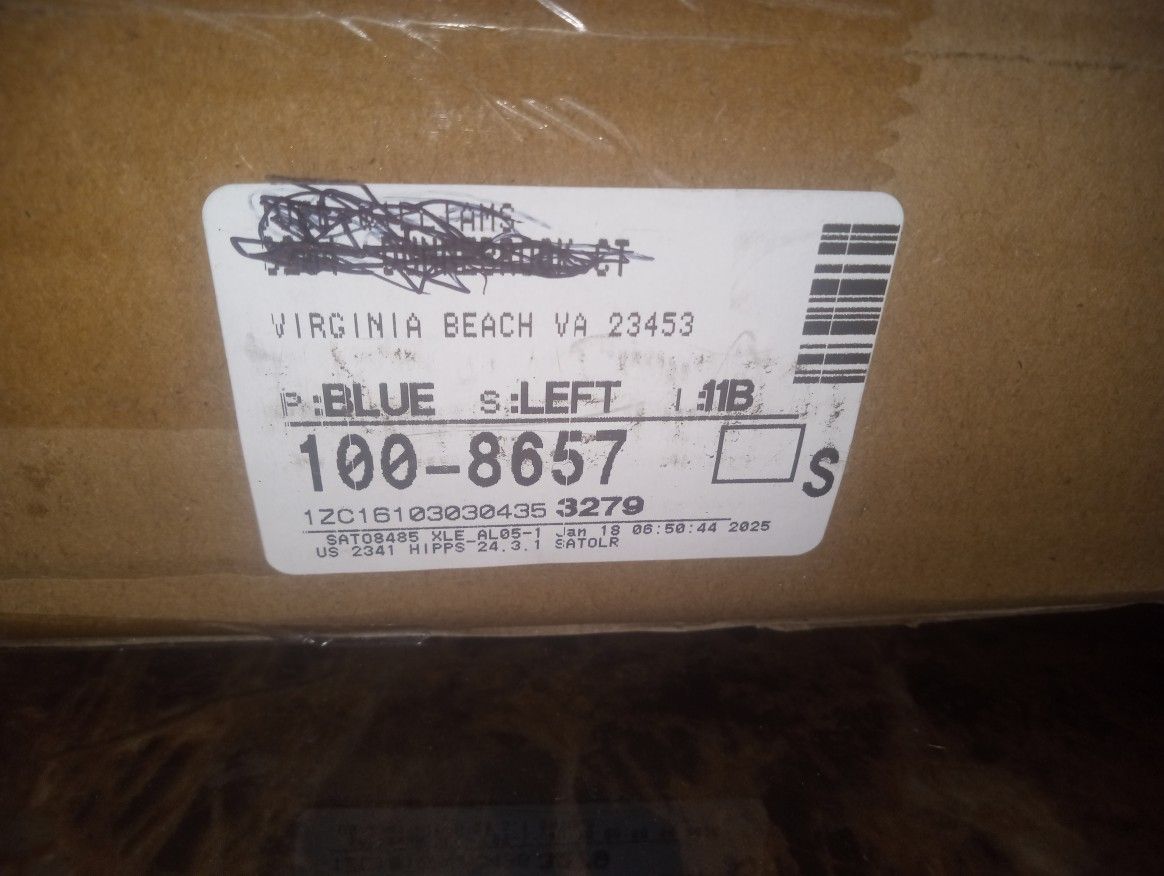 VIRGINIA BEACH VA 23453
P:BLUE S:LEFT I:11B
100-8657
S
1ZC16103030435 3279
SAT08485 XLE_AL05-1 Jan 18 06:50:44 2025
US 2341 HIPPS-24.3.1 SATOLR